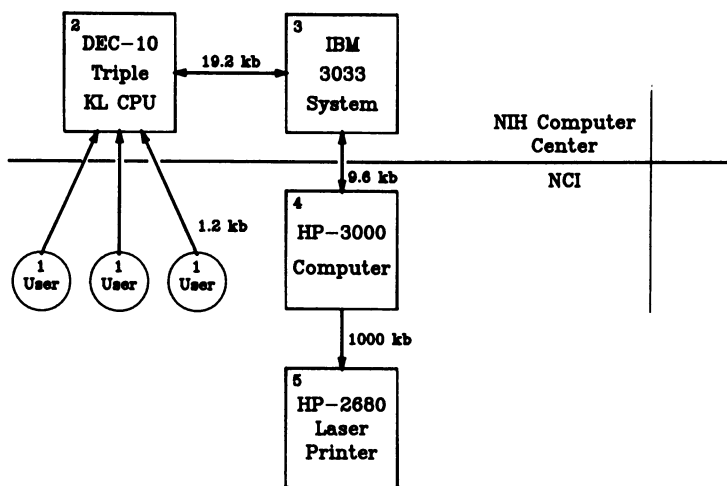 2
DEC-10
Triple
KL CPU
19.2 kb
3
IBM
3033
System
NIH Computer
Center
9.6 kb
NCI
1.2 kb
1
User
1
User
1
User
4
HP-3000
Computer
1000 kb
5
HP-2680
Laser
Printer